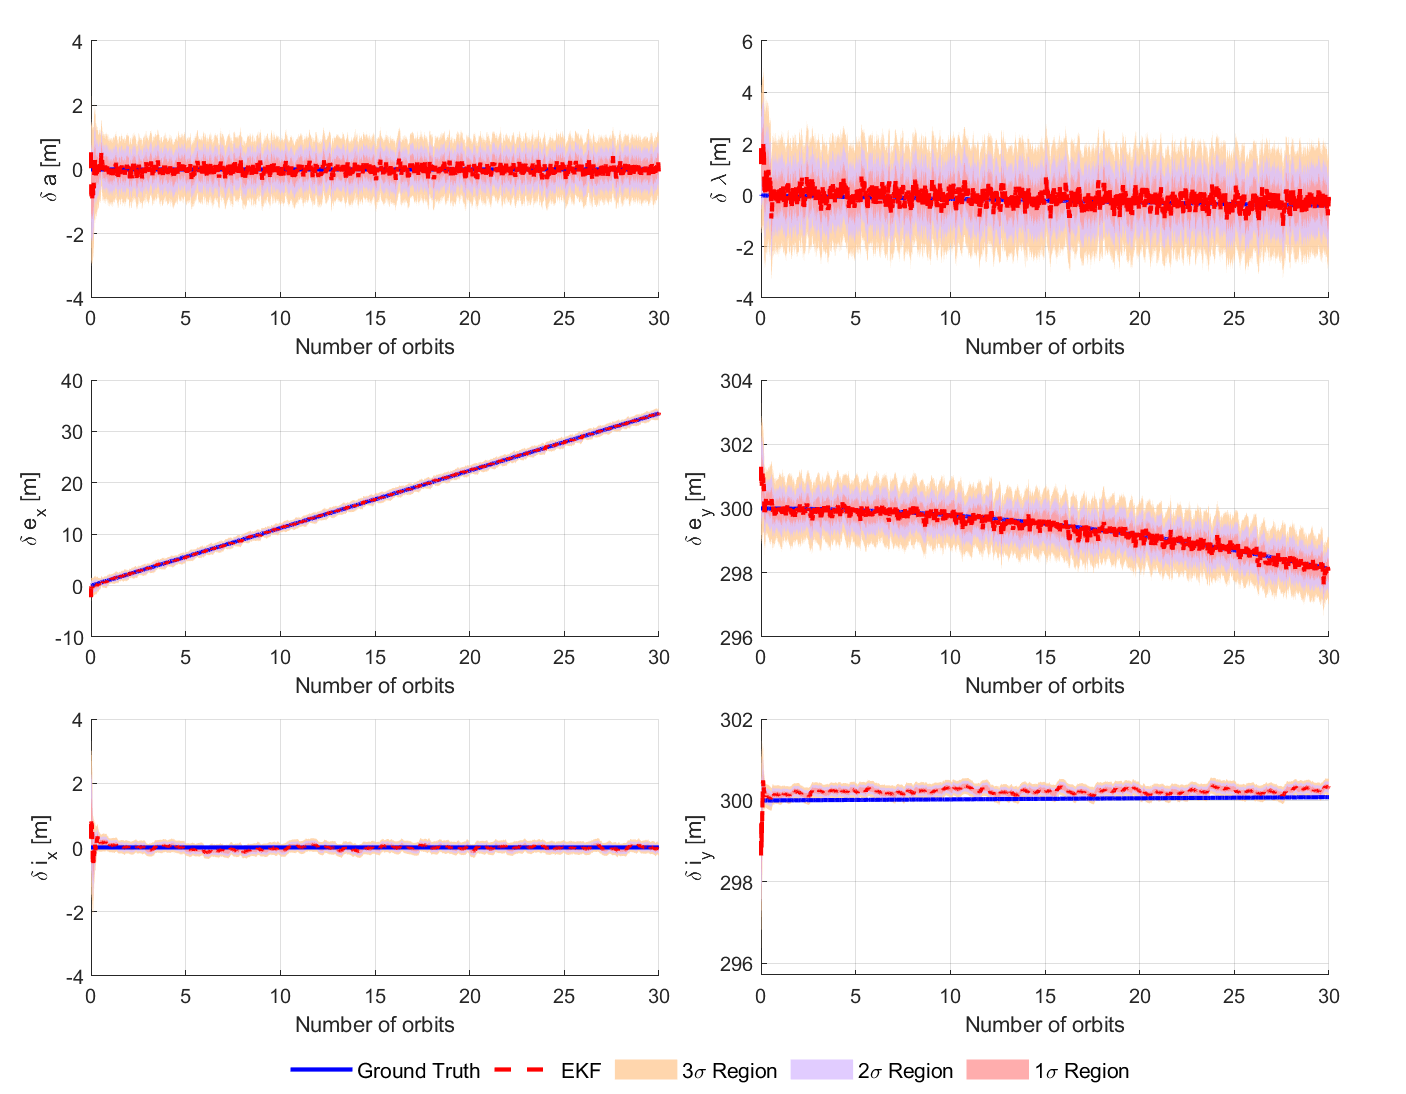 4
2
0
-2
-4
δ a [m]
0 5 10 15 20 25 30
Number of orbits
6
4
2
0
-2
-4
δ λ [m]
0 5 10 15 20 25 30
Number of orbits
40
30
20
10
0
-10
δ e_x [m]
0 5 10 15 20 25 30
Number of orbits
304
302
300
298
296
δ e_y [m]
0 5 10 15 20 25 30
Number of orbits
4
2
0
-2
-4
δ i_x [m]
0 5 10 15 20 25 30
Number of orbits
302
300
298
296
δ i_y [m]
0 5 10 15 20 25 30
Number of orbits
Ground Truth EKF 3σ Region 2σ Region 1σ Region